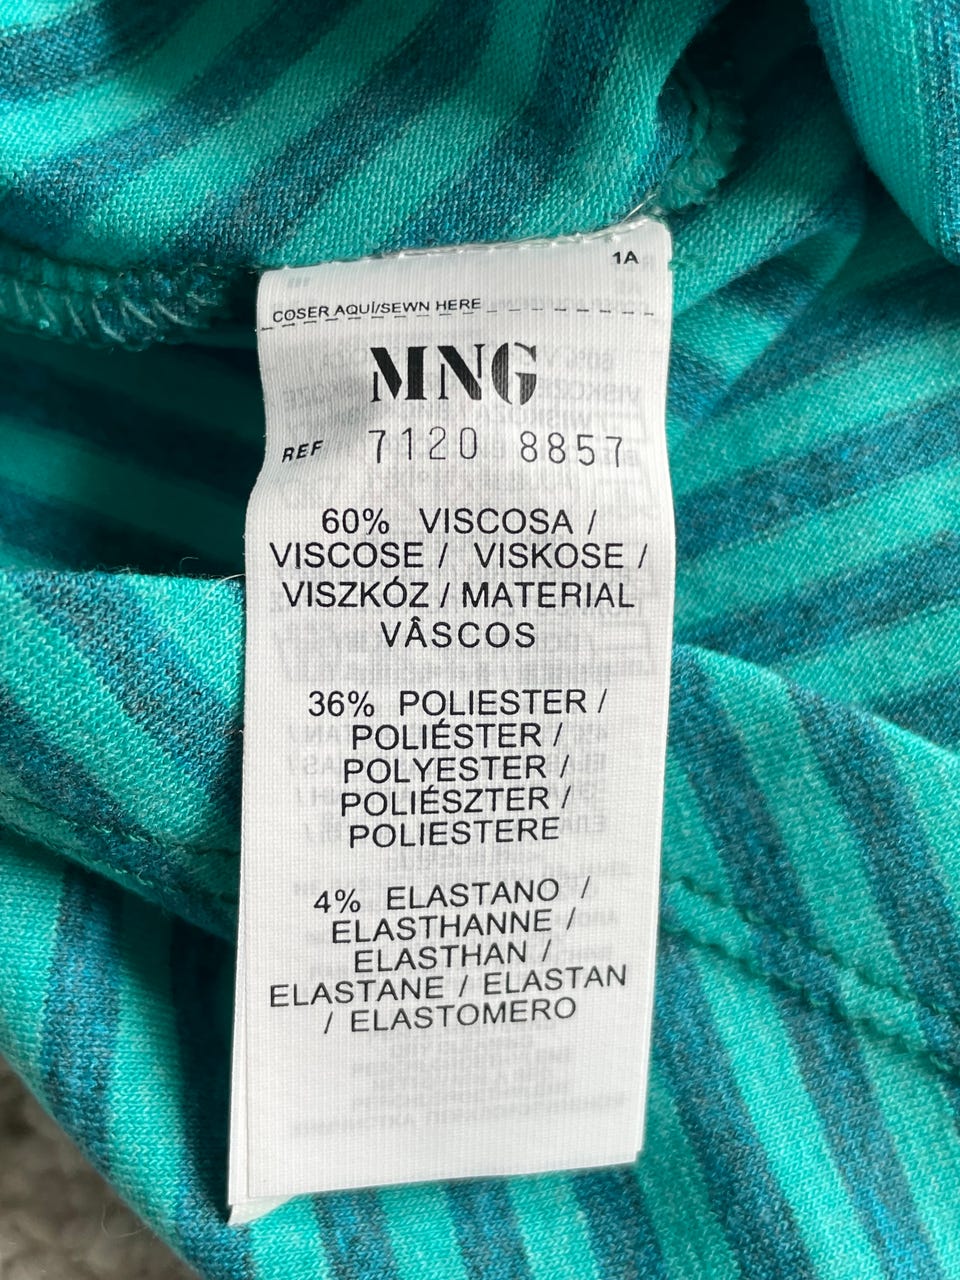 1A
COSER AQUÍ/SEWN HERE
MNG
REF 7120 8857
60% VISCOSA /
VISCOSE / VISKOSE /
VISZKÓZ / MATERIAL
VÂSCOS
36% POLIESTER /
POLIÉSTER /
POLYESTER /
POLIÉSZTER /
POLIESTERE
4% ELASTANO /
ELASTHANNE /
ELASTHAN /
ELASTANE / ELASTAN
/ ELASTOMERO